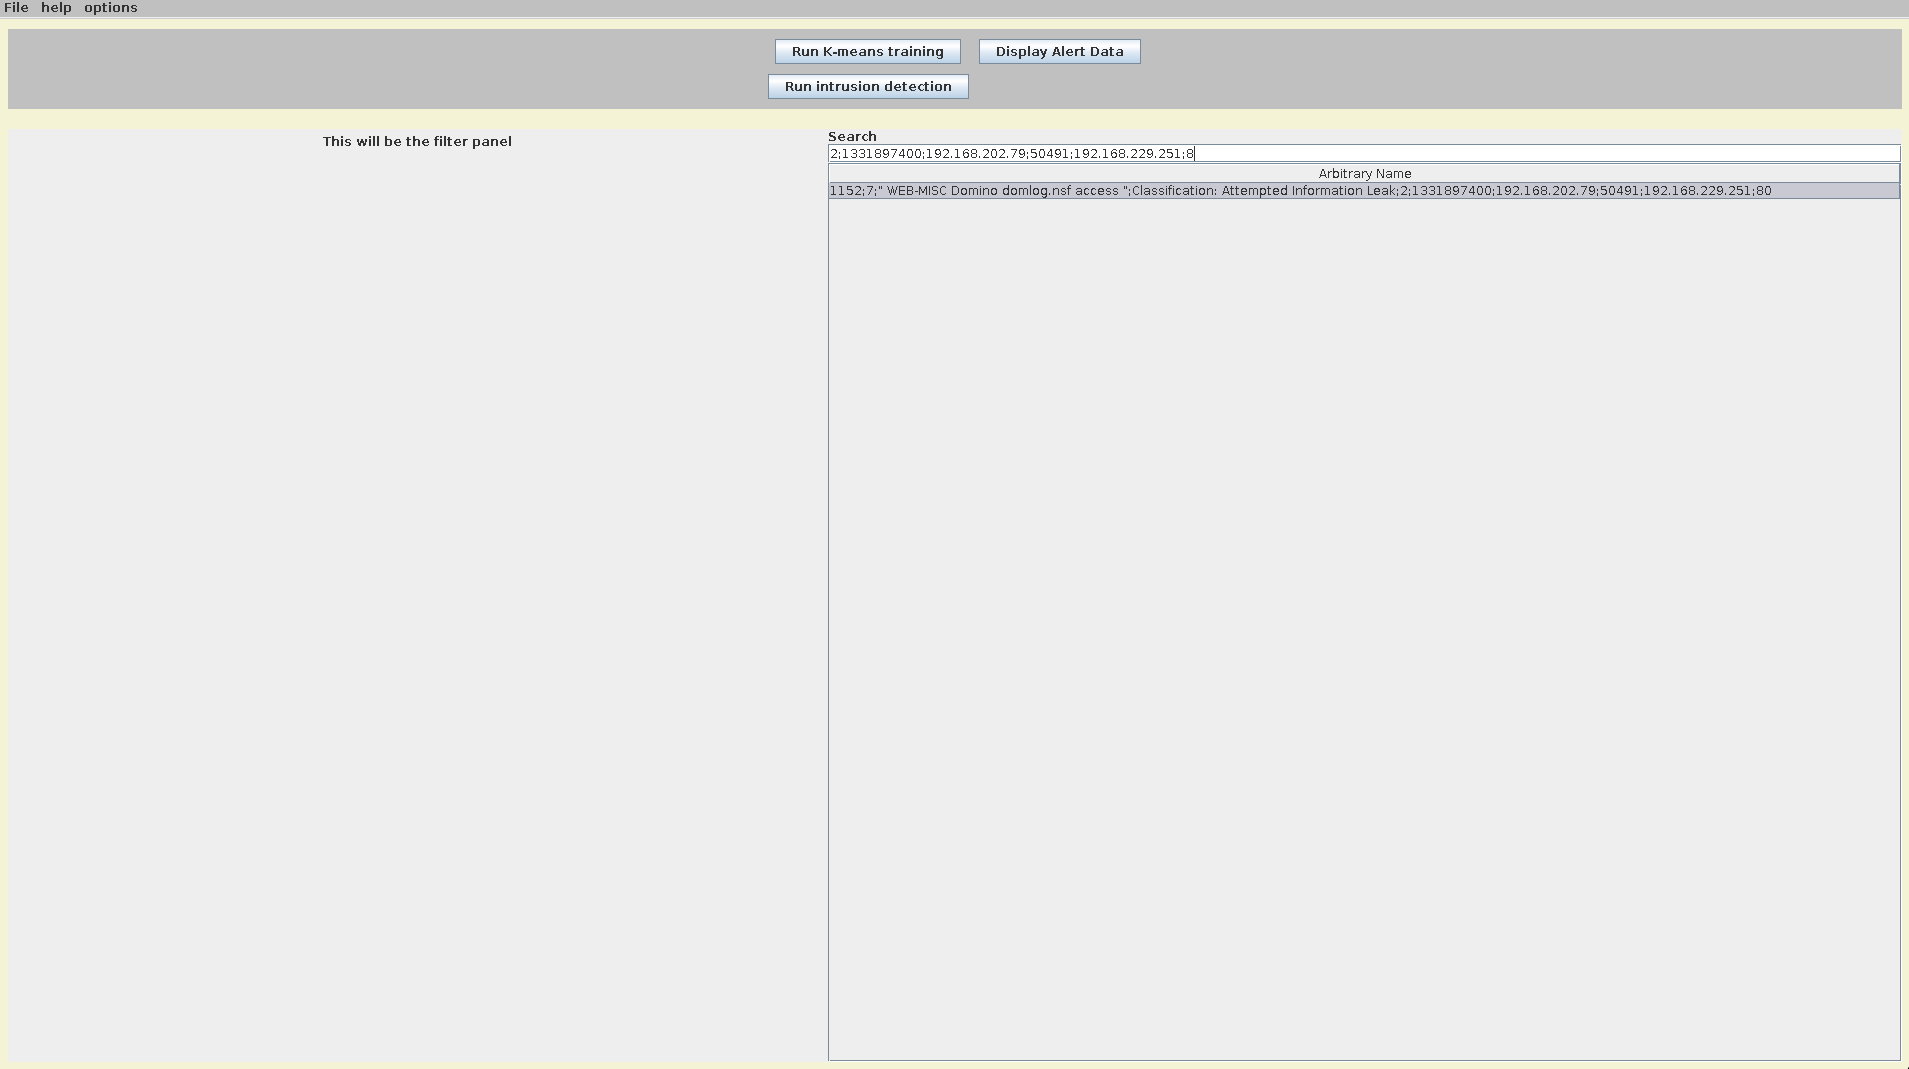 File help options
Run K-means training Display Alert Data
Run intrusion detection
This will be the filter panel
Search
2;1331897400;192.168.202.79;50491;192.168.229.251;8
Arbitrary Name
1152;7;" WEB-MISC Domino domlog.nsf access ";Classification: Attempted Information Leak;2;1331897400;192.168.202.79;50491;192.168.229.251;80